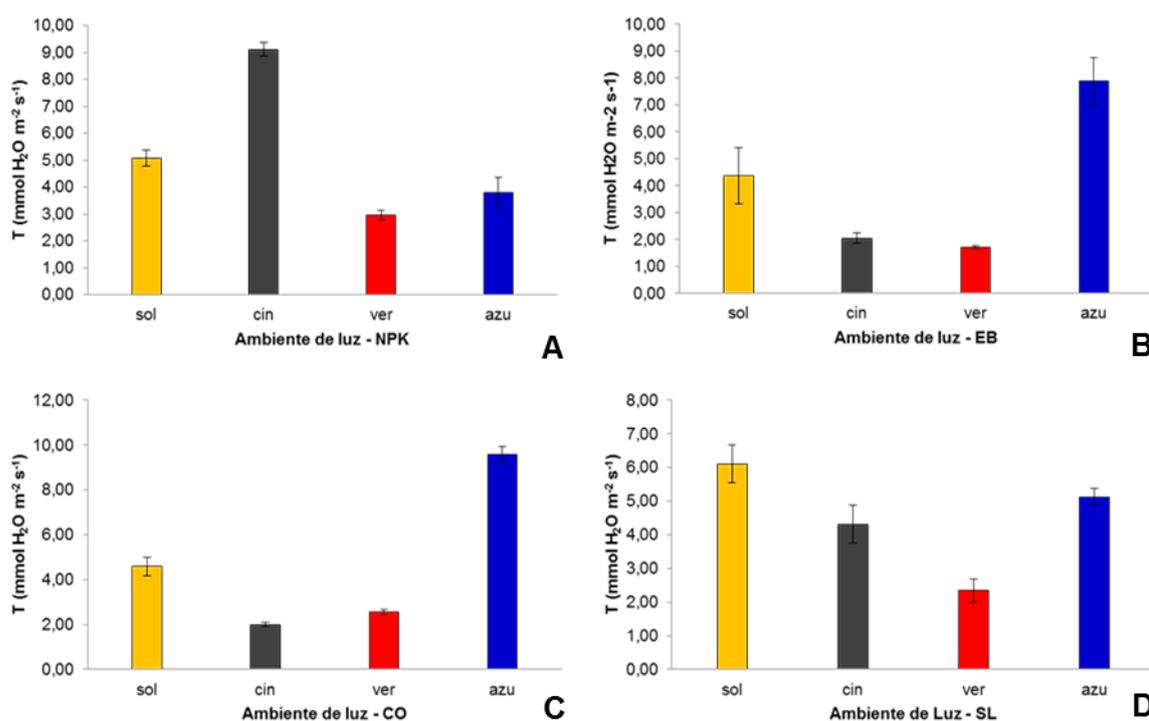 10,00
9,00
8,00
7,00
6,00
5,00
4,00
3,00
2,00
1,00
0,00
T (mmol H₂O m⁻² s⁻¹)
sol cin ver azu
Ambiente de luz - NPK
A
10,00
9,00
8,00
7,00
6,00
5,00
4,00
3,00
2,00
1,00
0,00
T (mmol H2O m-2 s-1)
sol cin ver azu
Ambiente de luz - EB
B
12,00
10,00
8,00
6,00
4,00
2,00
0,00
T (mmol H₂O m⁻² s⁻¹)
sol cin ver azu
Ambiente de luz - CO
C
8,00
7,00
6,00
5,00
4,00
3,00
2,00
1,00
0,00
T (mmol H₂O m⁻² s⁻¹)
sol cin ver azu
Ambiente de Luz - SL
D